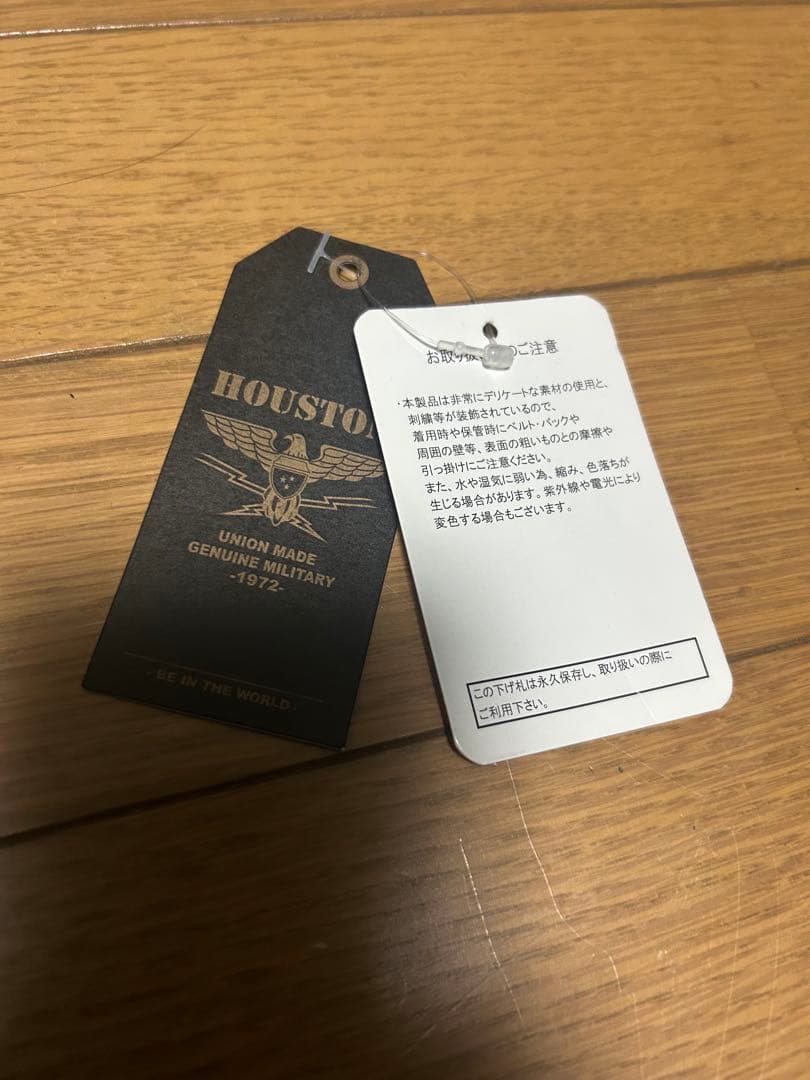 HOUSTON
UNION MADE
GENUINE MILITARY
-1972-
- BE IN THE WORLD -
お取り扱 のご注意
・本製品は非常にデリケートな素材の使用と、
刺繍等が装飾されているので、
着用時や保管時にベルト・バックや
周囲の壁等、表面の粗いものとの摩擦や
引っ掛けにご注意ください。
また、水や湿気に弱い為、縮み、色落ちが
生じる場合があります。紫外線や電光により
変色する場合もございます。
この下げ札は永久保存し、取り扱いの際に
ご利用下さい。